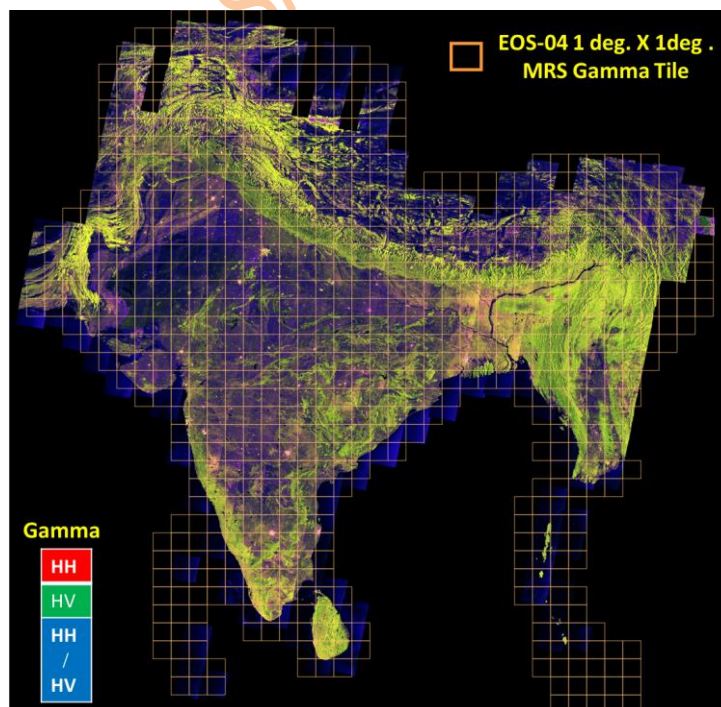 EOS-04 1 deg. X 1deg .
MRS Gamma Tile
Gamma
HH
HV
HH
/
HV